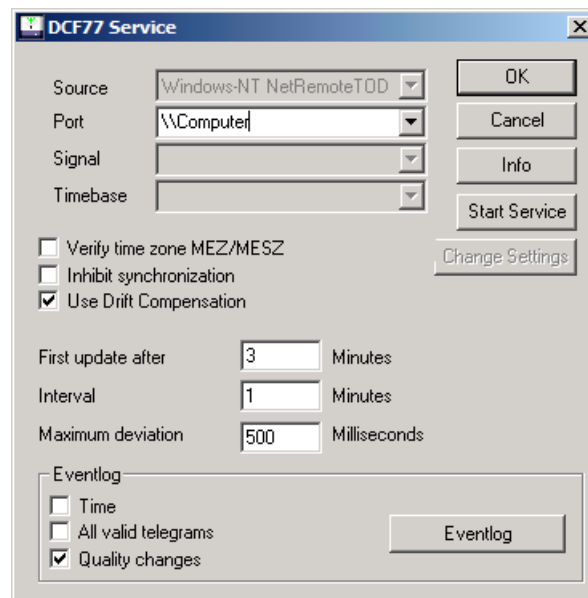 DCF77 Service
Source Windows-NT NetRemoteTOD
Port \\Computer
Signal
Timebase
OK
Cancel
Info
Start Service
Change Settings
Verify time zone MEZ/MESZ
Inhibit synchronization
Use Drift Compensation
First update after 3 Minutes
Interval 1 Minutes
Maximum deviation 500 Milliseconds
Eventlog
Time
All valid telegrams
Quality changes
Eventlog